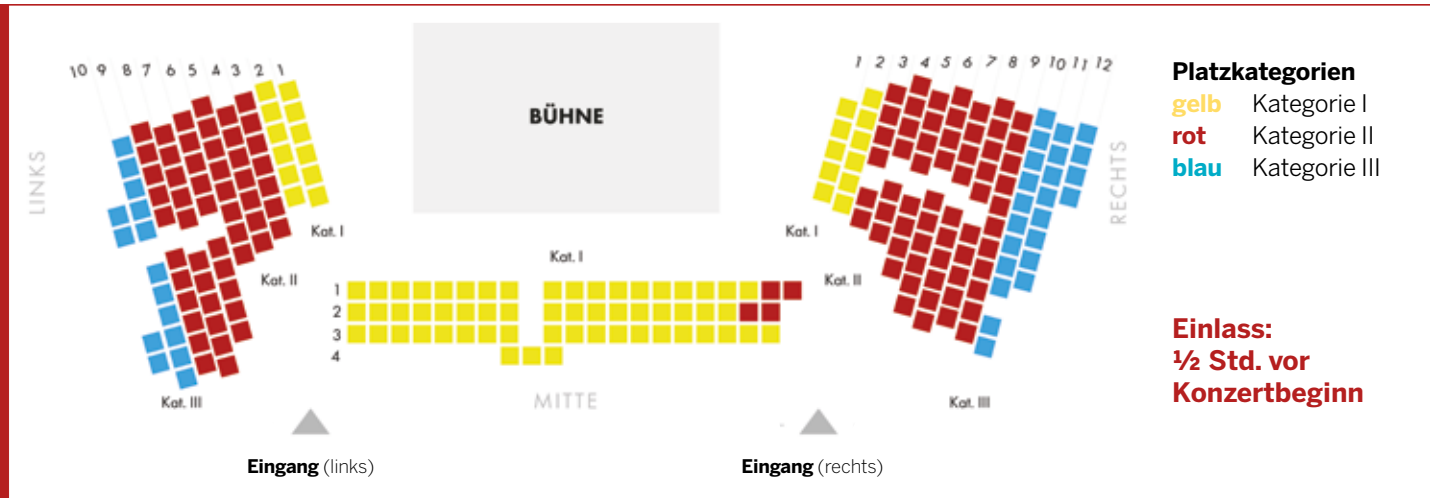 10 9 8 7 6 5 4 3 2 1
BÜHNE
1 2 3 4 5 6 7 8 9 10 11 12
Platzkategorien
gelb Kategorie I
rot Kategorie II
blau Kategorie III
LINKS
RECHTS
Kat. I
Kat. I
Kat. I
Kat. II
Kat. II
1
2
3
4
Einlass:
½ Std. vor
Konzertbeginn
Kat. III
MITTE
Kat. III
Eingang (links)
Eingang (rechts)